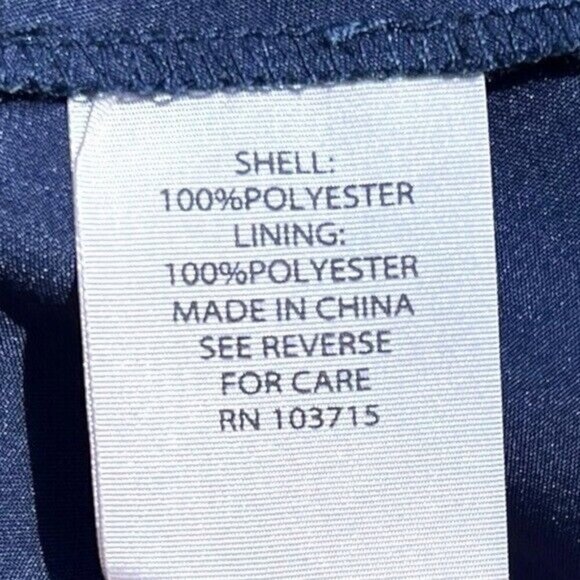 SHELL:
100%POLYESTER
LINING:
100%POLYESTER
MADE IN CHINA
SEE REVERSE
FOR CARE
RN 103715